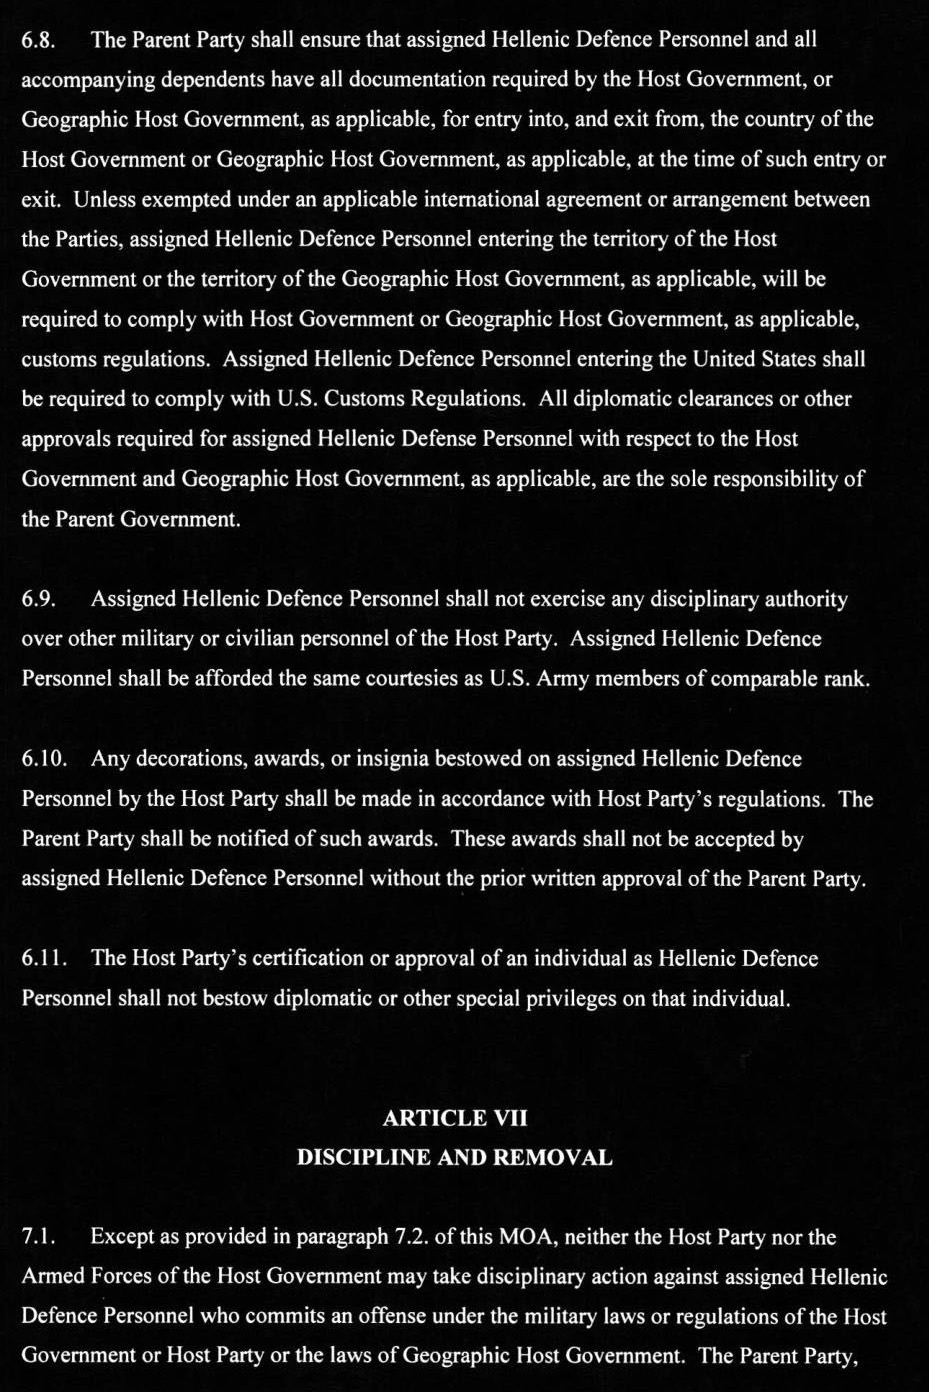 6.8. The Parent Party shall ensure that assigned Hellenic Defence Personnel and all
accompanying dependents have all documentation required by the Host Government, or
Geographic Host Government, as applicable, for entry into, and exit from, the country of the
Host Government or Geographic Host Government, as applicable, at the time of such entry or
exit. Unless exempted under an applicable international agreement or arrangement between
the Parties, assigned Hellenic Defence Personnel entering the territory of the Host
Government or the territory of the Geographic Host Government, as applicable, will be
required to comply with Host Government or Geographic Host Government, as applicable,
customs regulations. Assigned Hellenic Defence Personnel entering the United States shall
be required to comply with U.S. Customs Regulations. All diplomatic clearances or other
approvals required for assigned Hellenic Defense Personnel with respect to the Host
Government and Geographic Host Government, as applicable, are the sole responsibility of
the Parent Government.
6.9. Assigned Hellenic Defence Personnel shall not exercise any disciplinary authority
over other military or civilian personnel of the Host Party. Assigned Hellenic Defence
Personnel shall be afforded the same courtesies as U.S. Army members of comparable rank.
6.10. Any decorations, awards, or insignia bestowed on assigned Hellenic Defence
Personnel by the Host Party shall be made in accordance with Host Party's regulations. The
Parent Party shall be notified of such awards. These awards shall not be accepted by
assigned Hellenic Defence Personnel without the prior written approval of the Parent Party.
6.11. The Host Party's certification or approval of an individual as Hellenic Defence
Personnel shall not bestow diplomatic or other special privileges on that individual.
ARTICLE VII
DISCIPLINE AND REMOVAL
7.1. Except as provided in paragraph 7.2. of this MOA, neither the Host Party nor the
Armed Forces of the Host Government may take disciplinary action against assigned Hellenic
Defence Personnel who commits an offense under the military laws or regulations of the Host
Government or Host Party or the laws of Geographic Host Government. The Parent Party,